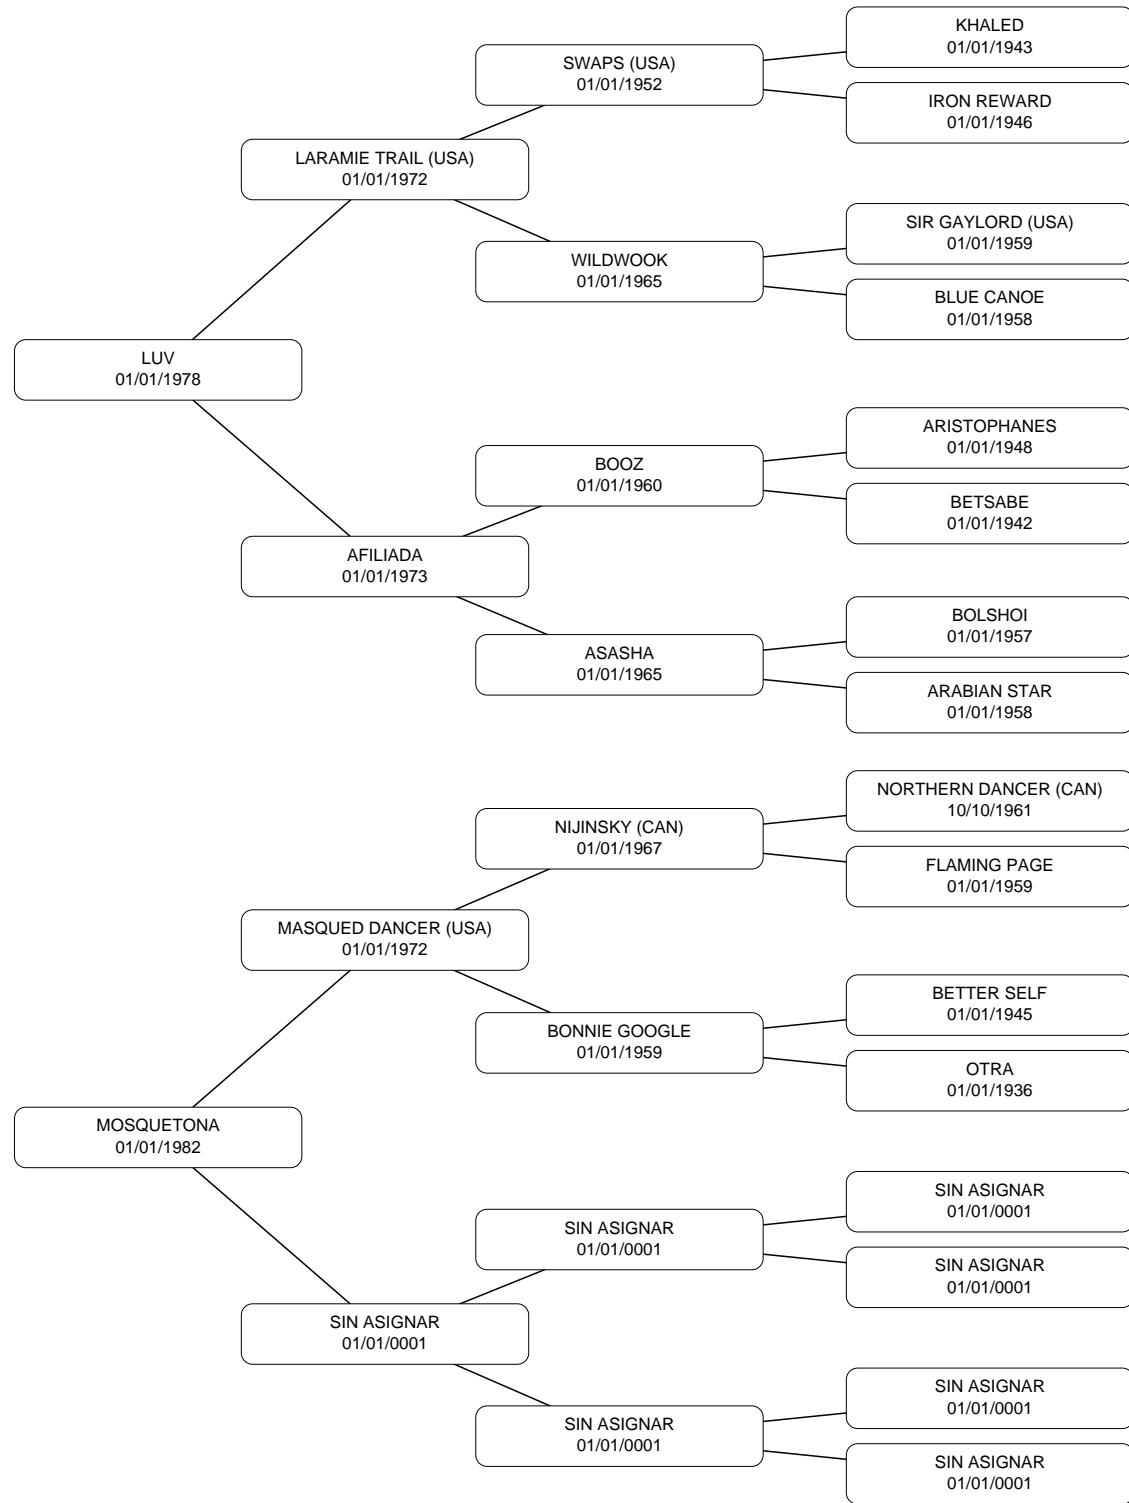 KHALED
01/01/1943
SWAPS (USA)
01/01/1952
IRON REWARD
01/01/1946
LARAMIE TRAIL (USA)
01/01/1972
SIR GAYLORD (USA)
01/01/1959
WILDWOOK
01/01/1965
BLUE CANOE
01/01/1958
LUV
01/01/1978
ARISTOPHANES
01/01/1948
BOOZ
01/01/1960
BETSABE
01/01/1942
AFILIADA
01/01/1973
BOLSHOI
01/01/1957
ASASHA
01/01/1965
ARABIAN STAR
01/01/1958
NORTHERN DANCER (CAN)
10/10/1961
NIJINSKY (CAN)
01/01/1967
FLAMING PAGE
01/01/1959
MASQUED DANCER (USA)
01/01/1972
BETTER SELF
01/01/1945
BONNIE GOOGLE
01/01/1959
OTRA
01/01/1936
MOSQUETONA
01/01/1982
SIN ASIGNAR
01/01/0001
SIN ASIGNAR
01/01/0001
SIN ASIGNAR
01/01/0001
SIN ASIGNAR
01/01/0001
SIN ASIGNAR
01/01/0001
SIN ASIGNAR
01/01/0001
SIN ASIGNAR
01/01/0001